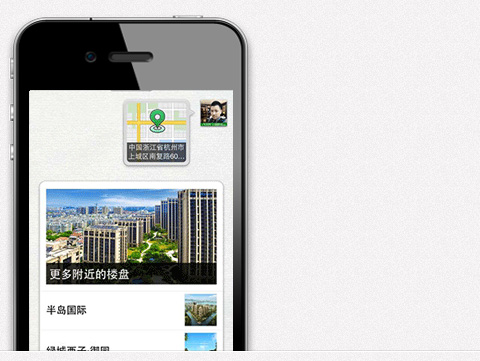 中国浙江省杭州市
上城区南复路60...
更多附近的楼盘
半岛国际
绿城西子·御园